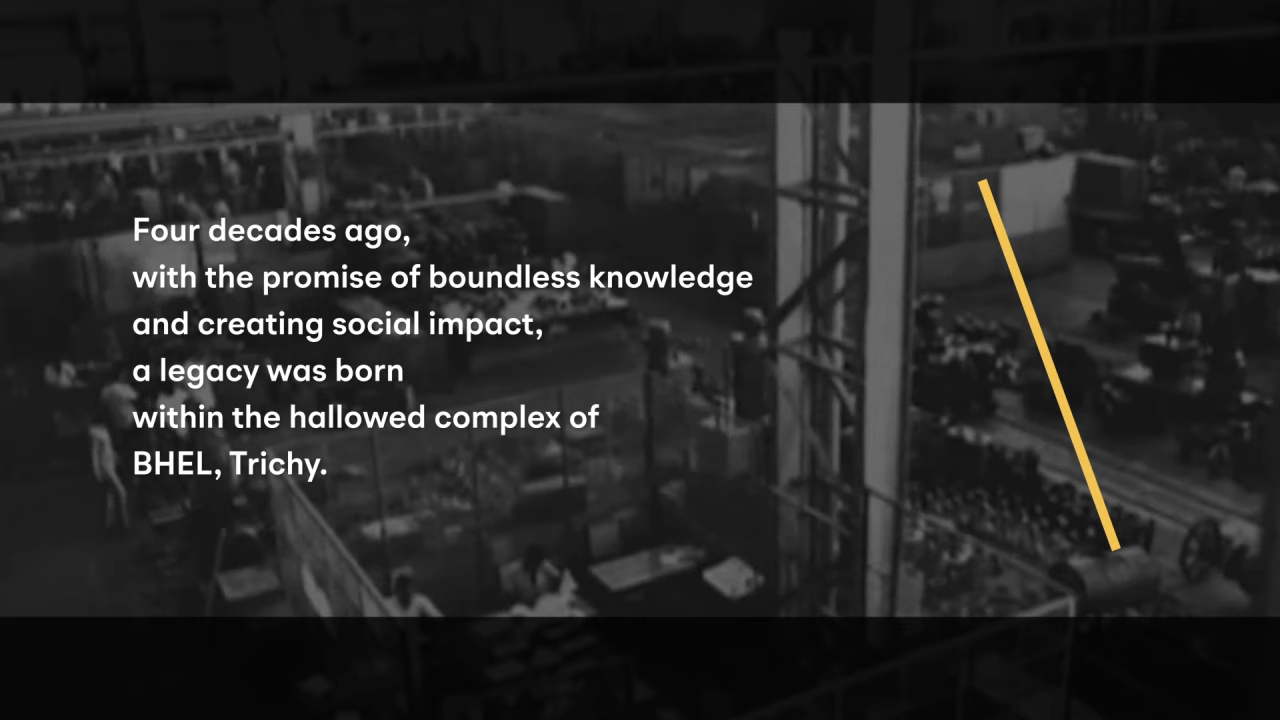 Four decades ago,
with the promise of boundless knowledge
and creating social impact,
a legacy was born
within the hallowed complex of
BHEL, Trichy.